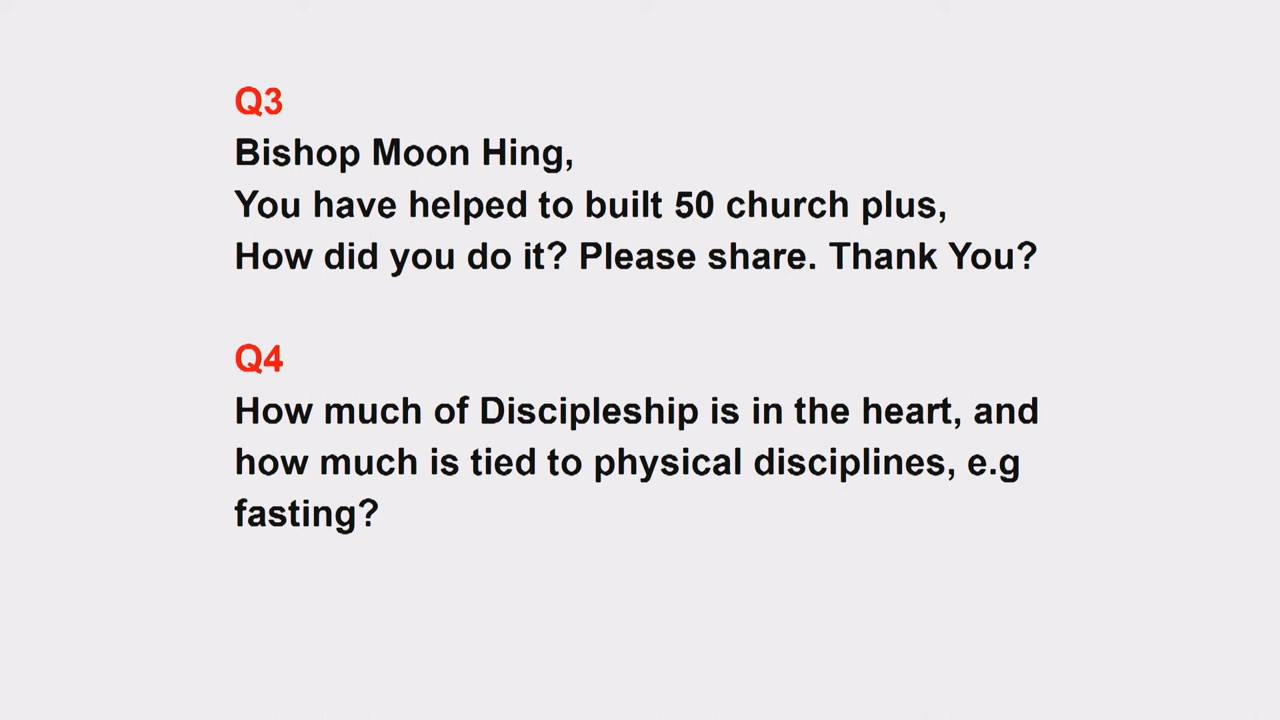 Q3
Bishop Moon Hing,
You have helped to built 50 church plus,
How did you do it? Please share. Thank You?
Q4
How much of Discipleship is in the heart, and
how much is tied to physical disciplines, e.g
fasting?